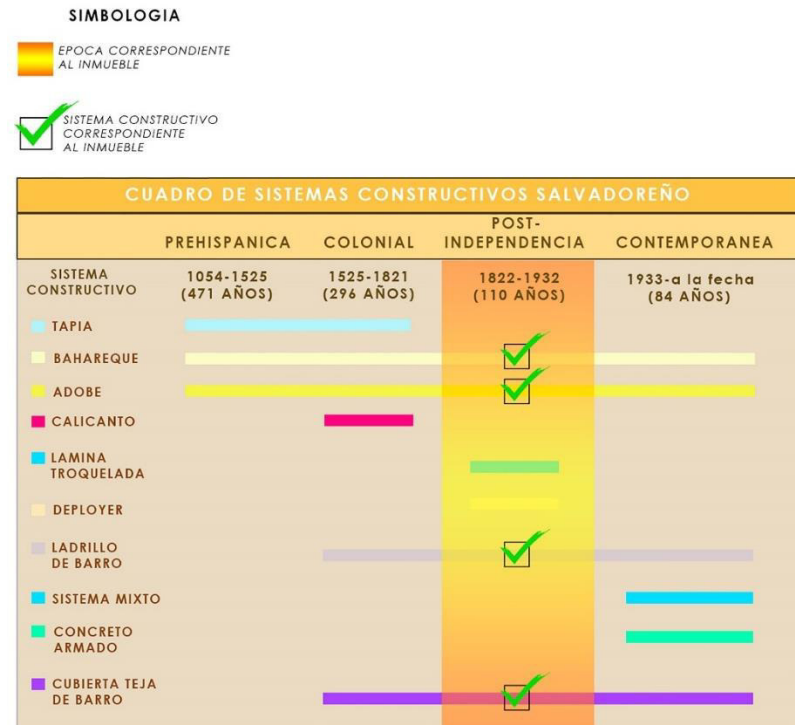 SIMBOLOGIA
EPOCA CORRESPONDIENTE
AL INMUEBLE
SISTEMA CONSTRUCTIVO
CORRESPONDIENTE
AL INMUEBLE
CUADRO DE SISTEMAS CONSTRUCTIVOS SALVADOREÑO
PREHISPANICA
COLONIAL
POST-
INDEPENDENCIA
CONTEMPORANEA
SISTEMA
CONSTRUCTIVO
1054-1525
(471 AÑOS)
1525-1821
(296 AÑOS)
1822-1932
(110 AÑOS)
1933-a la fecha
(84 AÑOS)
TAPIA
BAHAREQUE
ADOBE
CALICANTO
LAMINA
TROQUELADA
DEPLOYER
LADRILLO
DE BARRO
SISTEMA MIXTO
CONCRETO
ARMADO
CUBIERTA TEJA
DE BARRO